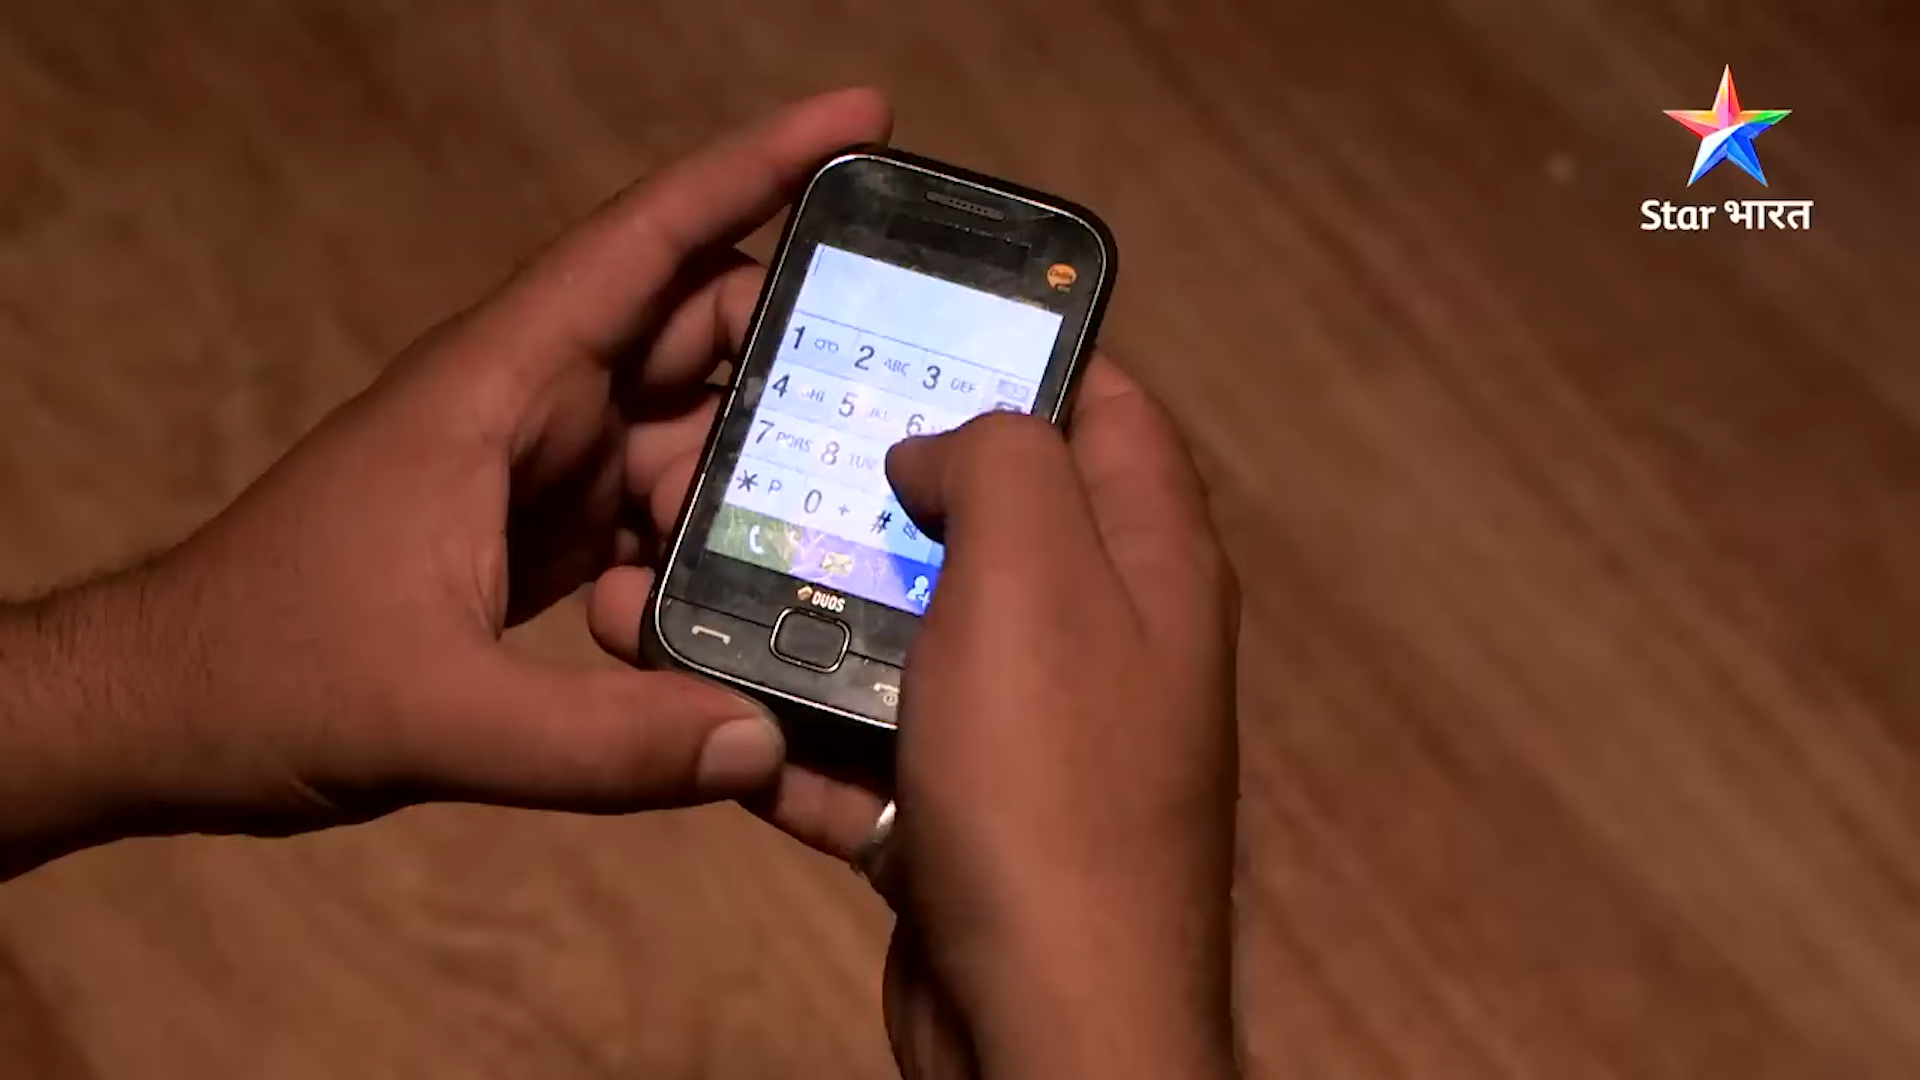 Star भारत
1 2 ABC 3 DEF
4 GHI 5 JKL 6
7 PQRS 8 TUV
* P 0 + #
DUOS